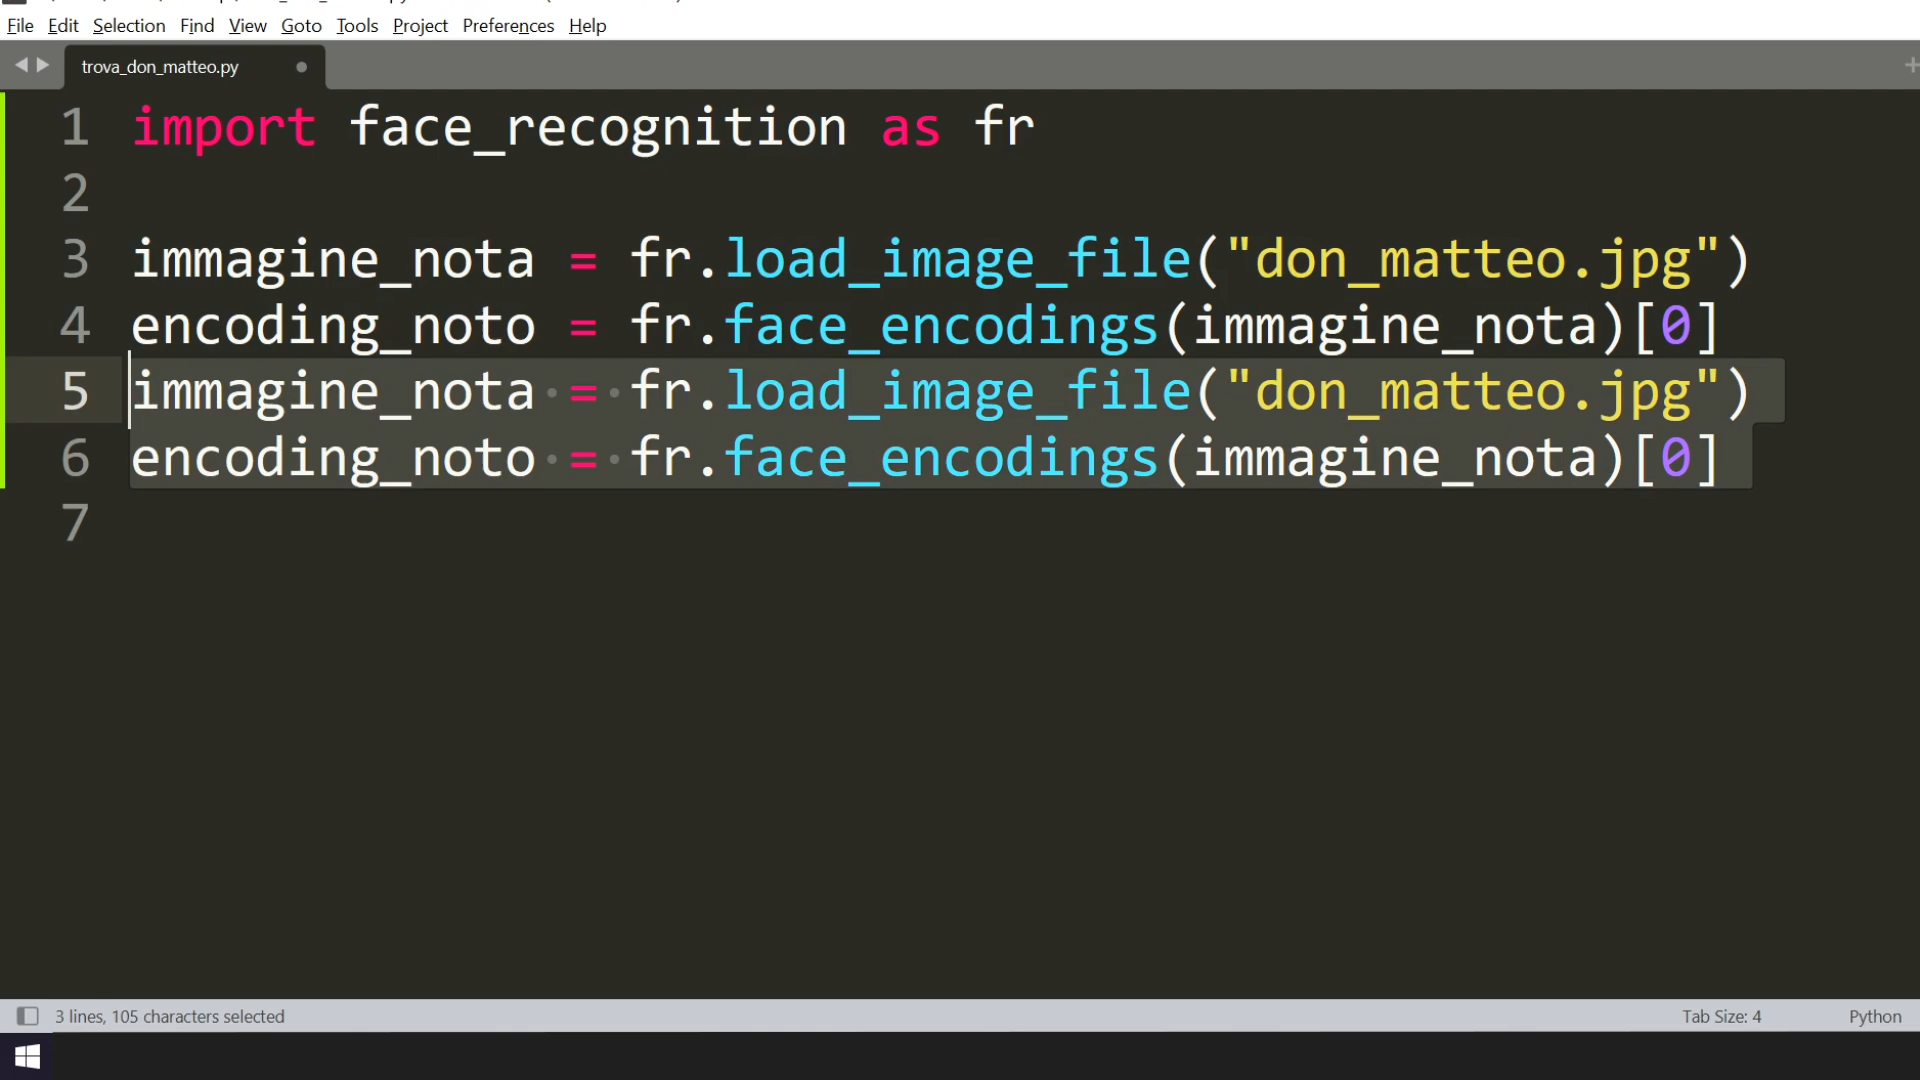 File Edit Selection Find View Goto Tools Project Preferences Help
trova_don_matteo.py
1 import face_recognition as fr
2
3 immagine_nota = fr.load_image_file("don_matteo.jpg")
4 encoding_noto = fr.face_encodings(immagine_nota)[0]
5 immagine_nota = fr.load_image_file("don_matteo.jpg")
6 encoding_noto = fr.face_encodings(immagine_nota)[0]
7
3 lines, 105 characters selected Tab Size: 4 Python